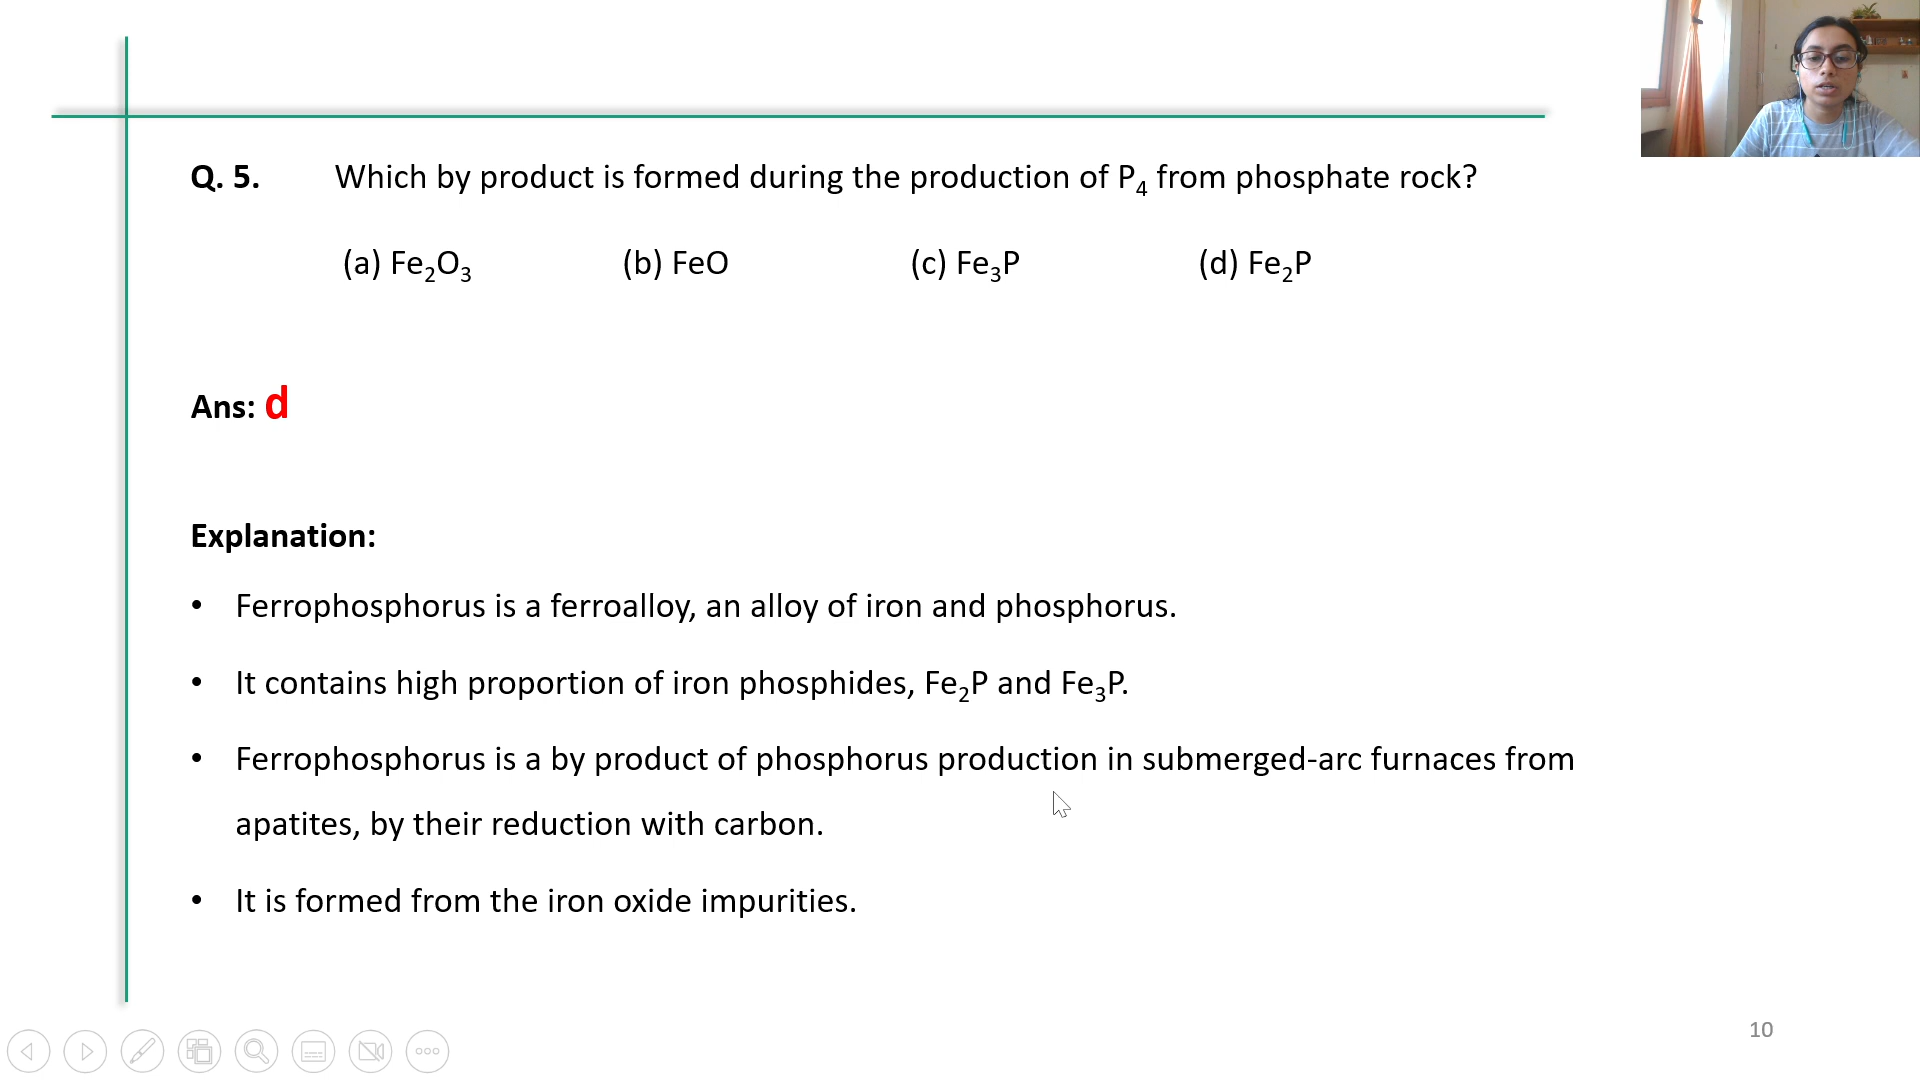 Q. 5. Which by product is formed during the production of P₄ from phosphate rock?
(a) Fe₂O₃ (b) FeO (c) Fe₃P (d) Fe₂P
Ans: d
Explanation:
• Ferrophosphorus is a ferroalloy, an alloy of iron and phosphorus.
• It contains high proportion of iron phosphides, Fe₂P and Fe₃P.
• Ferrophosphorus is a by product of phosphorus production in submerged-arc furnaces from
apatites, by their reduction with carbon.
• It is formed from the iron oxide impurities.
10